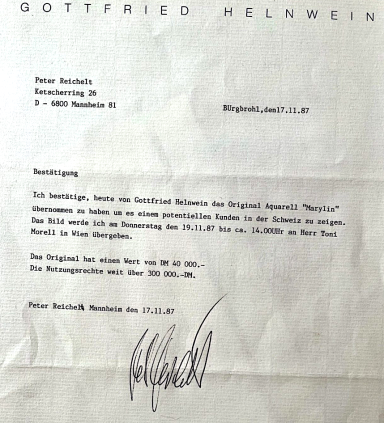 GOTTFRIED HELNWEIN
Peter Reichelt
Ketscherring 26
D - 6800 Mannheim 81
BUrgbrohl,den17.11.87
Bestätigung
Ich bestätige, heute von Gottfried Helnwein das Original Aquarell "Marylin"
übernommen zu haben um es einem potentiellen Kunden in der Schweiz zu zeigen.
Das Bild werde ich am Donnerstag den 19.11.87 bis ca. 14.00Uhr an Herr Toni
Morell in Wien übergeben.
Das Original hat einen Wert von DM 40 000.-
Die Nutzungsrechte weit über 300 000.-DM.
Peter Reichelt, Mannheim den 17.11.87